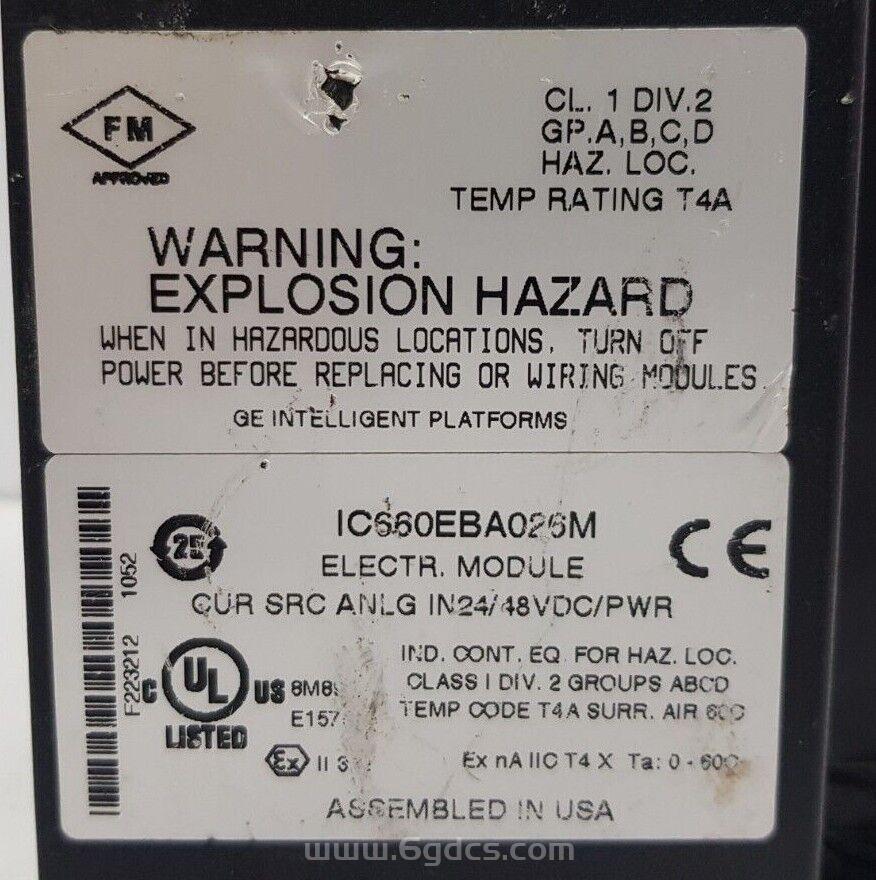 FM
APPROVED
CL. 1 DIV.2
GP.A,B,C,D
HAZ. LOC.
TEMP RATING T4A
WARNING:
EXPLOSION HAZARD
WHEN IN HAZARDOUS LOCATIONS, TURN OFF
POWER BEFORE REPLACING OR WIRING MODULES
GE INTELLIGENT PLATFORMS
F223212 1052
25
IC660EBA026M
ELECTR. MODULE
CUR SRC ANLG IN24/48VDC/PWR
CE
C UL US
LISTED
IND. CONT. EQ. FOR HAZ. LOC.
CLASS I DIV. 2 GROUPS ABCD
TEMP CODE T4A SURR. AIR 60C
Ex II 3
Ex nA IIC T4 X Ta: 0 - 60C
ASSEMBLED IN USA
www.6gdcs.com